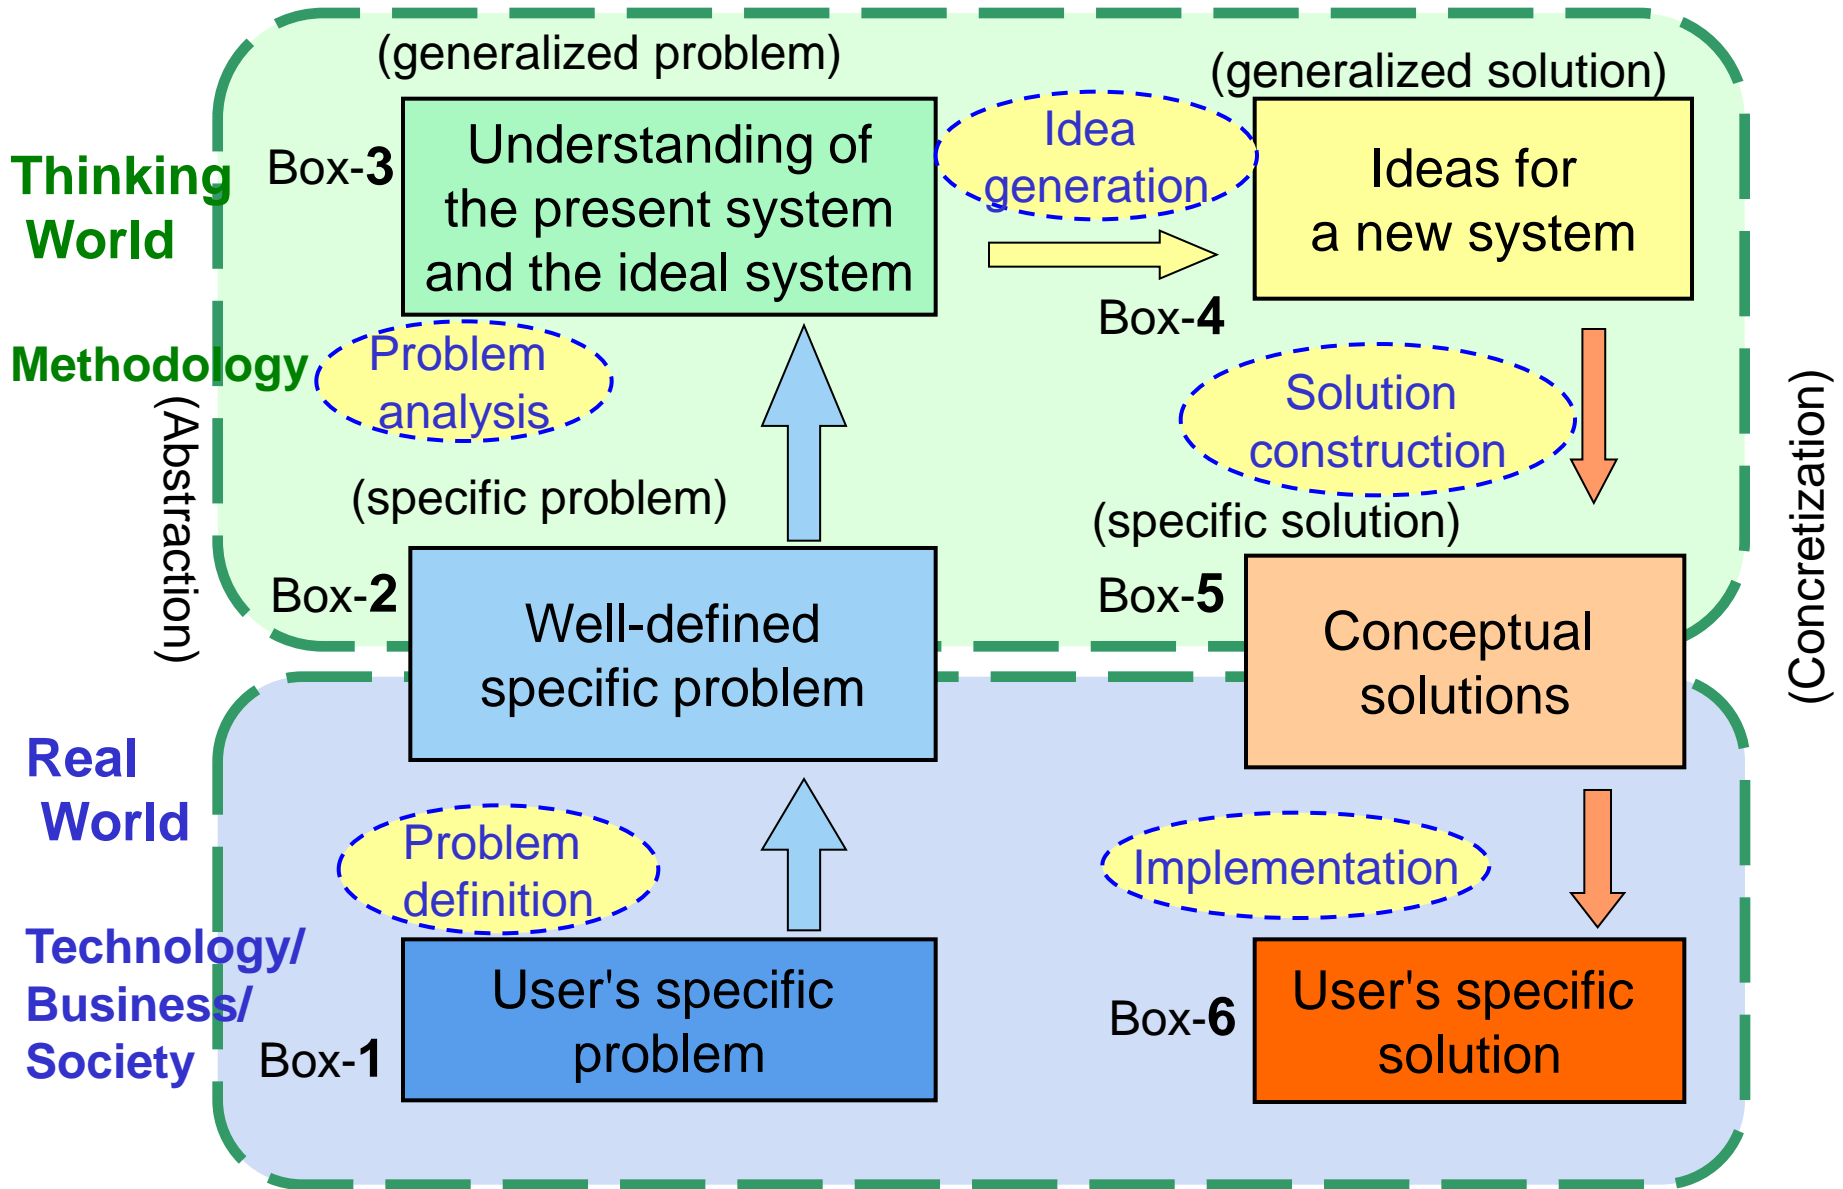 (generalized problem)
(generalized solution)
Thinking
World
Box-3
Understanding of
the present system
and the ideal system
Idea
generation
Ideas for
a new system
Box-4
Methodology
Problem
analysis
Solution
construction
(Abstraction)
(Concretization)
(specific problem)
(specific solution)
Box-2
Well-defined
specific problem
Box-5
Conceptual
solutions
Real
World
Problem
definition
Implementation
Technology/
Business/
Society
Box-1
User's specific
problem
Box-6
User's specific
solution